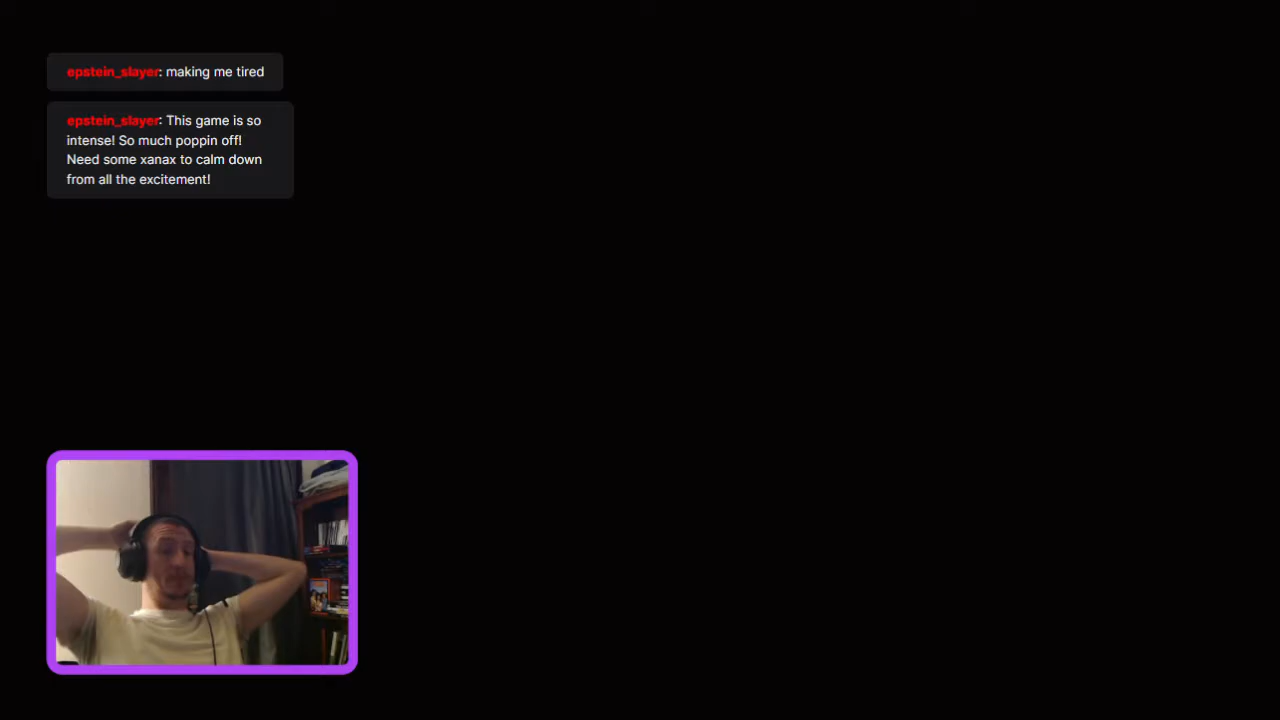 epstein_slayer: making me tired
epstein_slayer: This game is so
intense! So much poppin off!
Need some xanax to calm down
from all the excitement!